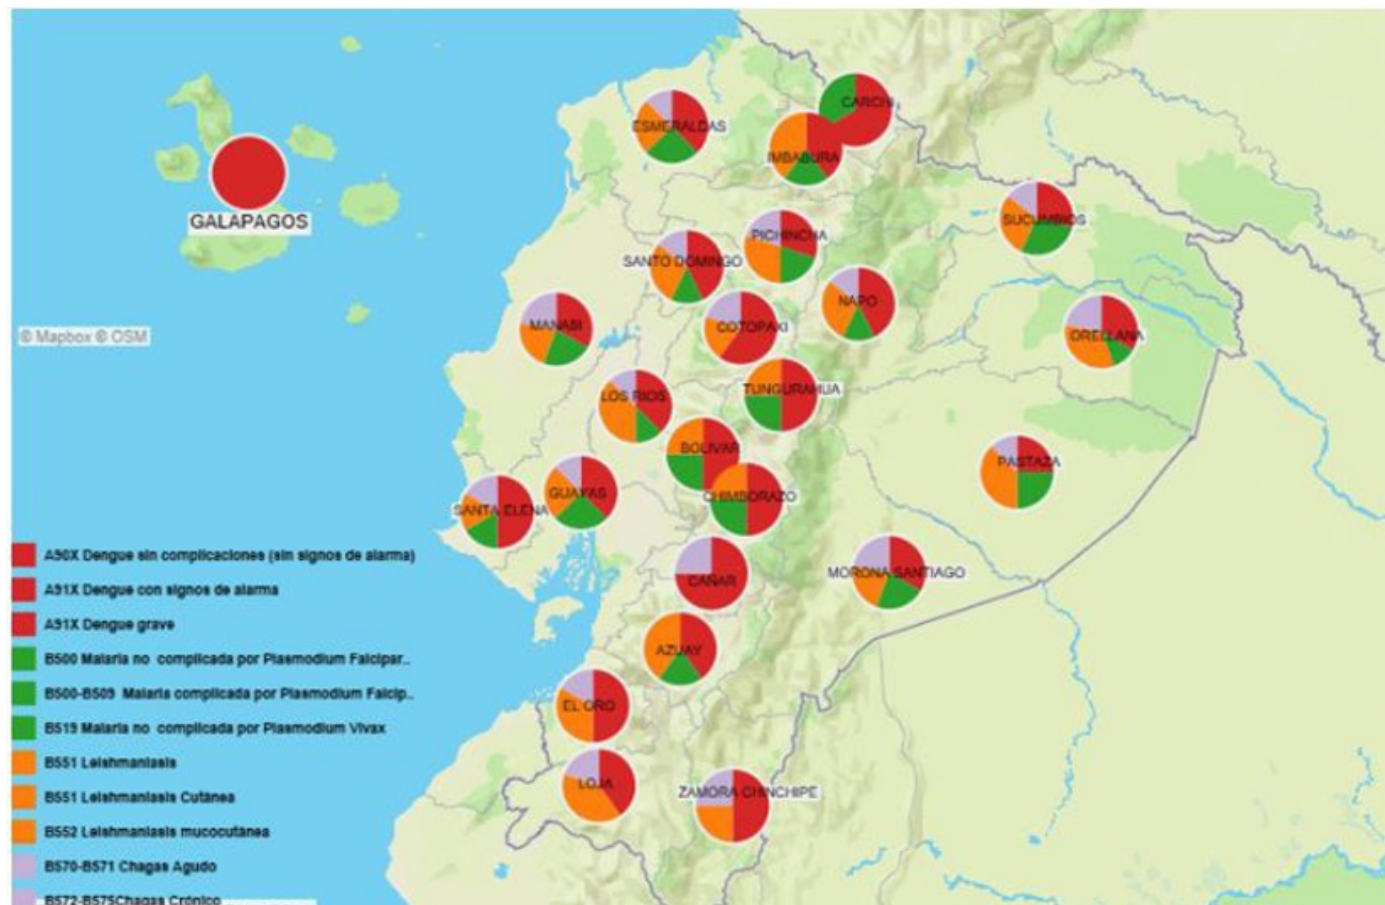 CARCHI
ESMERALDAS
IMBABURA
GALAPAGOS
SUCUMBIOS
PICHINCHA
SANTO DOMINGO
NAPO
MANABI
COTOPAXI
ORELLANA
© Mapbox © OSM
TUNGURAHUA
LOS RIOS
BOLIVAR
PASTAZA
GUAYAS
CHIMBORAZO
SANTA ELENA
CAÑAR
MORONA SANTIAGO
AZUAY
EL ORO
LOJA
ZAMORA CHINCHIPE
A90X Dengue sin complicaciones (sin signos de alarma)
A91X Dengue con signos de alarma
A91X Dengue grave
B500 Malaria no complicada por Plasmodium Falcipar..
B500-B509 Malaria complicada por Plasmodium Falcip..
B519 Malaria no complicada por Plasmodium Vivax
B551 Leishmaniasis
B551 Leishmaniasis Cutánea
B552 Leishmaniasis mucocutánea
B570-B571 Chagas Agudo
B572-B575Chagas Crónico